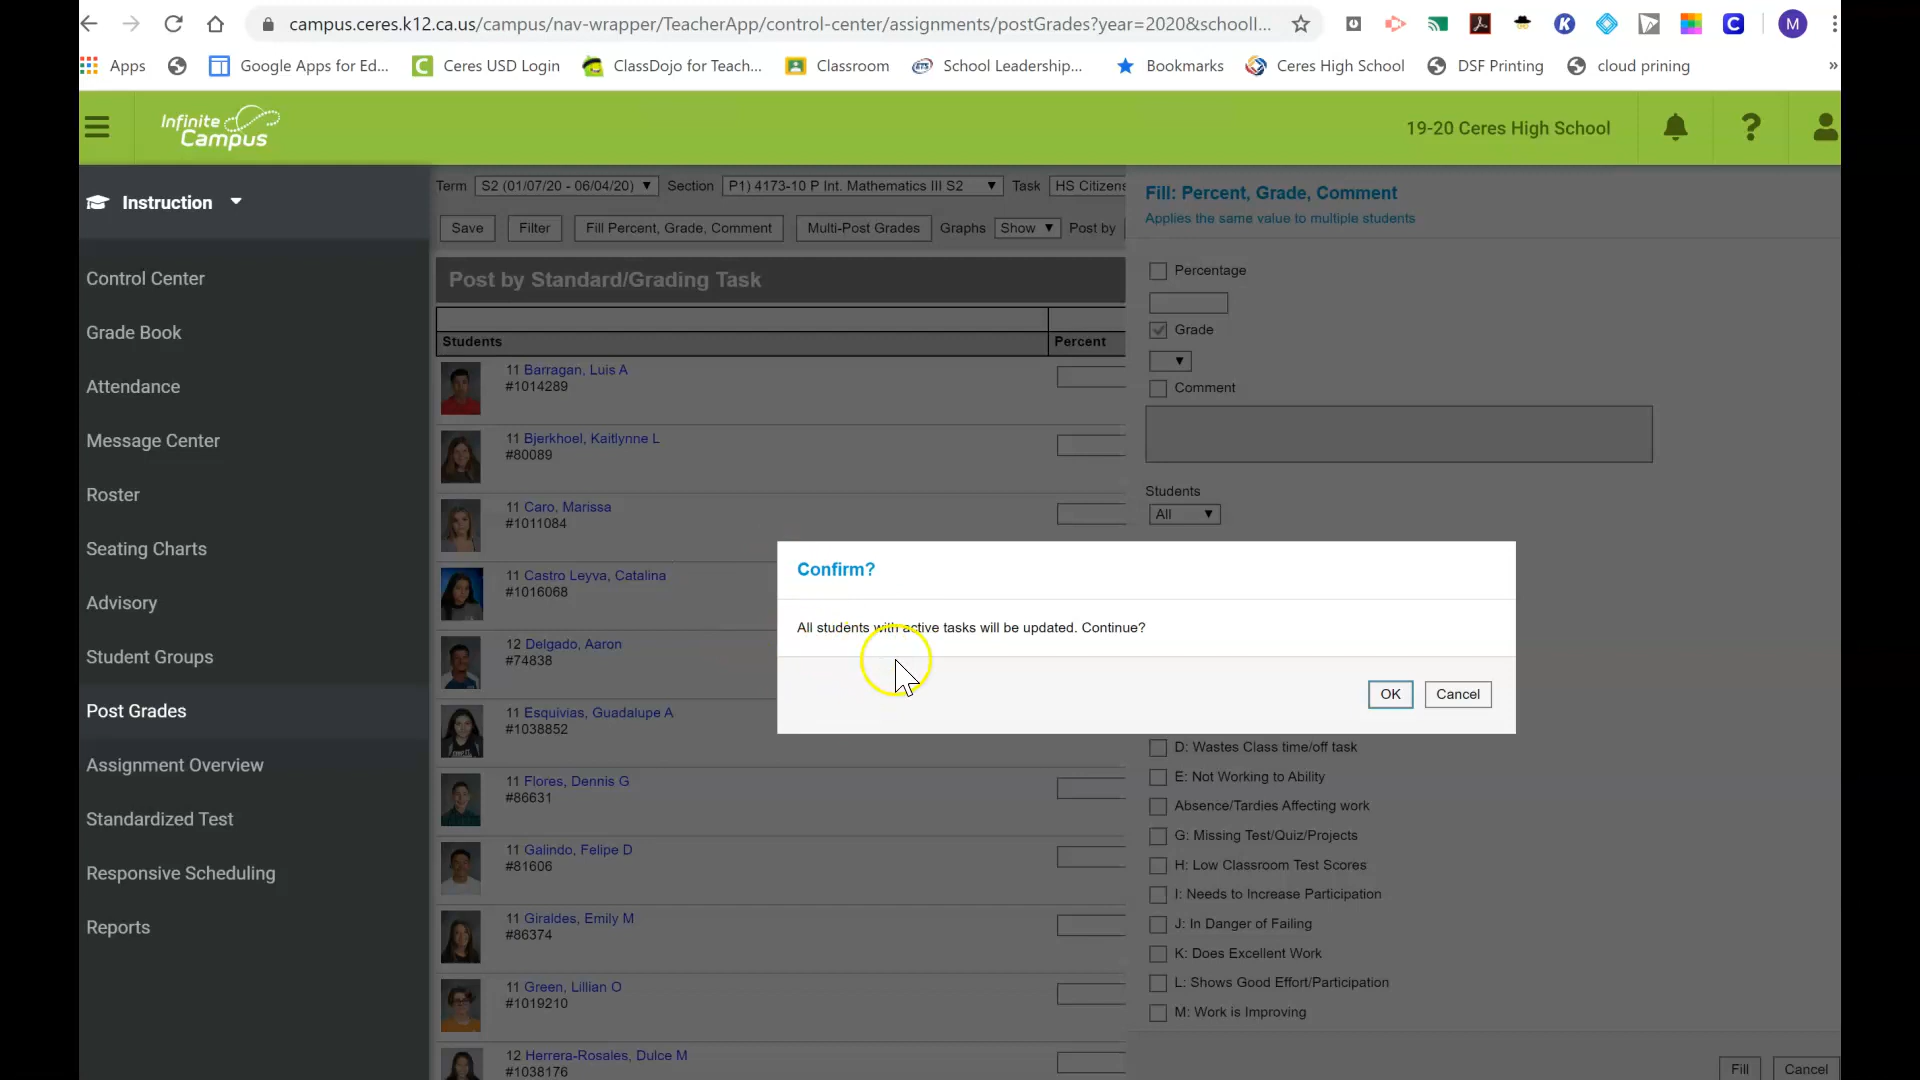 campus.ceres.k12.ca.us/campus/nav-wrapper/TeacherApp/control-center/assignments/postGrades?year=2020&schoolI...
M
Apps
Google Apps for Ed...
Ceres USD Login
ClassDojo for Teach...
Classroom
School Leadership...
Bookmarks
Ceres High School
DSF Printing
cloud prining
»
Infinite
Campus
19-20 Ceres High School
?
Instruction
Control Center
Grade Book
Attendance
Message Center
Roster
Seating Charts
Advisory
Student Groups
Post Grades
Assignment Overview
Standardized Test
Responsive Scheduling
Reports
Term S2 (01/07/20 - 06/04/20) Section P1) 4173-10 P Int. Mathematics III S2 Task HS Citizens
Save Filter Fill Percent, Grade, Comment Multi-Post Grades Graphs Show Post by
Post by Standard/Grading Task
Students Percent
11 Barragan, Luis A
#1014289
11 Bjerkhoel, Kaitlynne L
#80089
11 Caro, Marissa
#1011084
11 Castro Leyva, Catalina
#1016068
12 Delgado, Aaron
#74838
11 Esquivias, Guadalupe A
#1038852
11 Flores, Dennis G
#86631
11 Galindo, Felipe D
#81606
11 Giraldes, Emily M
#86374
11 Green, Lillian O
#1019210
12 Herrera-Rosales, Dulce M
#1038176
Fill: Percent, Grade, Comment
Applies the same value to multiple students
Percentage
Grade
Comment
Students
All
Confirm?
All students with active tasks will be updated. Continue?
OK Cancel
D: Wastes Class time/off task
E: Not Working to Ability
Absence/Tardies Affecting work
G: Missing Test/Quiz/Projects
H: Low Classroom Test Scores
I: Needs to Increase Participation
J: In Danger of Failing
K: Does Excellent Work
L: Shows Good Effort/Participation
M: Work is Improving
Fill Cancel